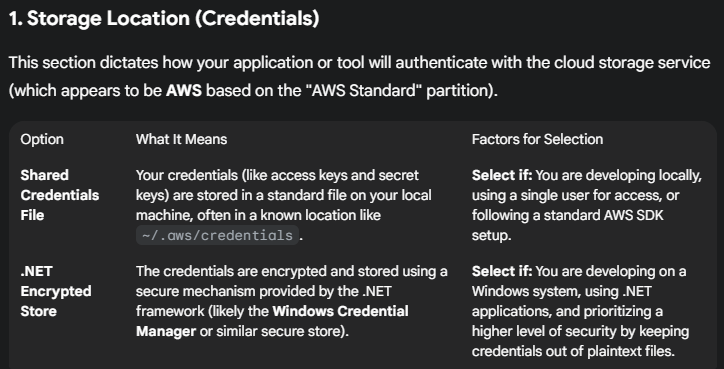 1. Storage Location (Credentials)
This section dictates how your application or tool will authenticate with the cloud storage service
(which appears to be AWS based on the "AWS Standard" partition).
Option What It Means Factors for Selection
Shared
Credentials
File
Your credentials (like access keys and secret
keys) are stored in a standard file on your local
machine, often in a known location like
~/.aws/credentials .
Select if: You are developing locally,
using a single user for access, or
following a standard AWS SDK
setup.
.NET
Encrypted
Store
The credentials are encrypted and stored using a
secure mechanism provided by the .NET
framework (likely the Windows Credential
Manager or similar secure store).
Select if: You are developing on a
Windows system, using .NET
applications, and prioritizing a
higher level of security by keeping
credentials out of plaintext files.